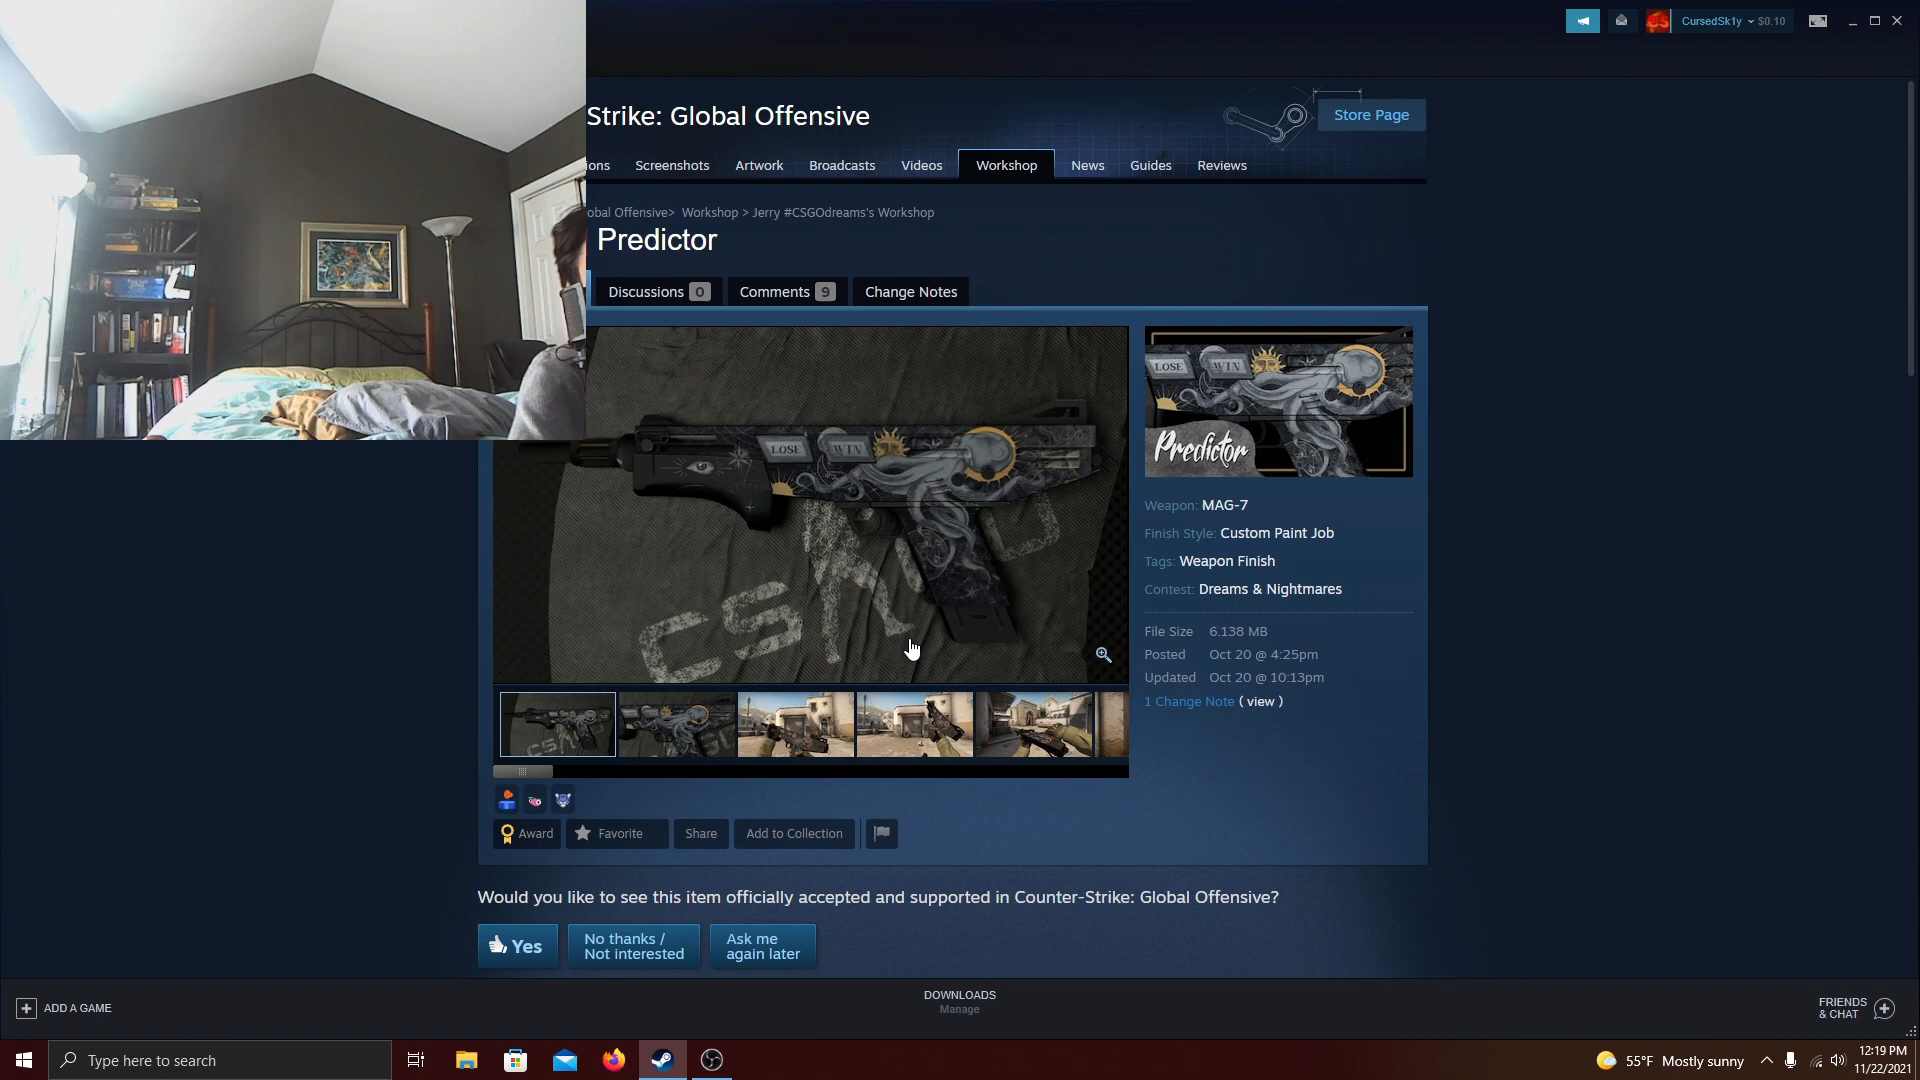 CursedSk1y $0.10
Strike: Global Offensive
Store Page
ions Screenshots Artwork Broadcasts Videos Workshop News Guides Reviews
obal Offensive> Workshop > Jerry #CSGOdreams's Workshop
Predictor
Discussions 0 Comments 9 Change Notes
LOSE WIN
CSGO
LOSE WIN
Predictor
Weapon: MAG-7
Finish Style: Custom Paint Job
Tags: Weapon Finish
Contest: Dreams & Nightmares
File Size 6.138 MB
Posted Oct 20 @ 4:25pm
Updated Oct 20 @ 10:13pm
1 Change Note ( view )
Award Favorite Share Add to Collection
Would you like to see this item officially accepted and supported in Counter-Strike: Global Offensive?
Yes
No thanks /
Not interested
Ask me
again later
ADD A GAME
DOWNLOADS
Manage
FRIENDS
& CHAT
Type here to search
55°F Mostly sunny
12:19 PM
11/22/2021